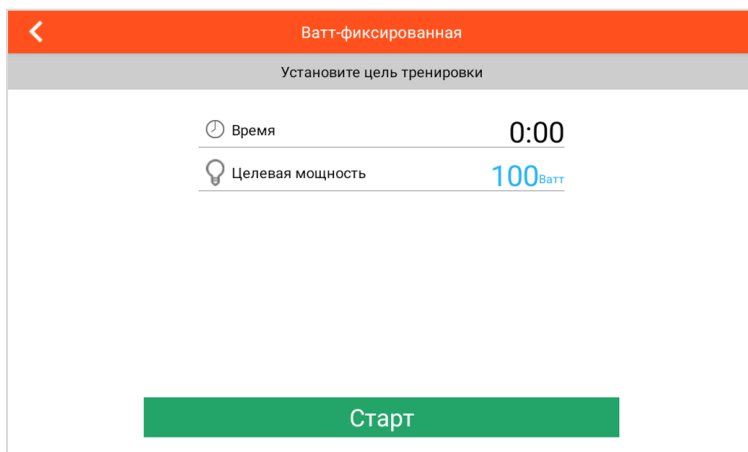 Ватт-фиксированная
Установите цель тренировки
Время 0:00
Целевая мощность 100Ватт
Старт